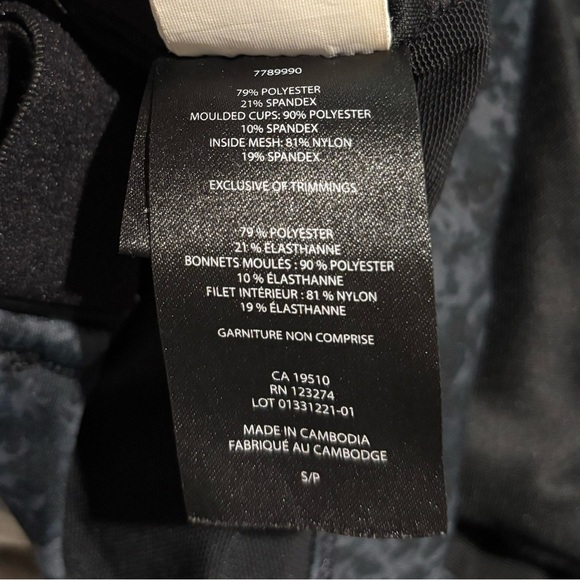 7789990
79% POLYESTER
21% SPANDEX
MOULDED CUPS: 90% POLYESTER
10% SPANDEX
INSIDE MESH: 81% NYLON
19% SPANDEX
EXCLUSIVE OF TRIMMINGS
79 % POLYESTER
21 % ÉLASTHANNE
BONNETS MOULÉS : 90 % POLYESTER
10 % ÉLASTHANNE
FILET INTÉRIEUR : 81 % NYLON
19 % ÉLASTHANNE
GARNITURE NON COMPRISE
CA 19510
RN 123274
LOT 01331221-01
MADE IN CAMBODIA
FABRIQUÉ AU CAMBODGE
S/P